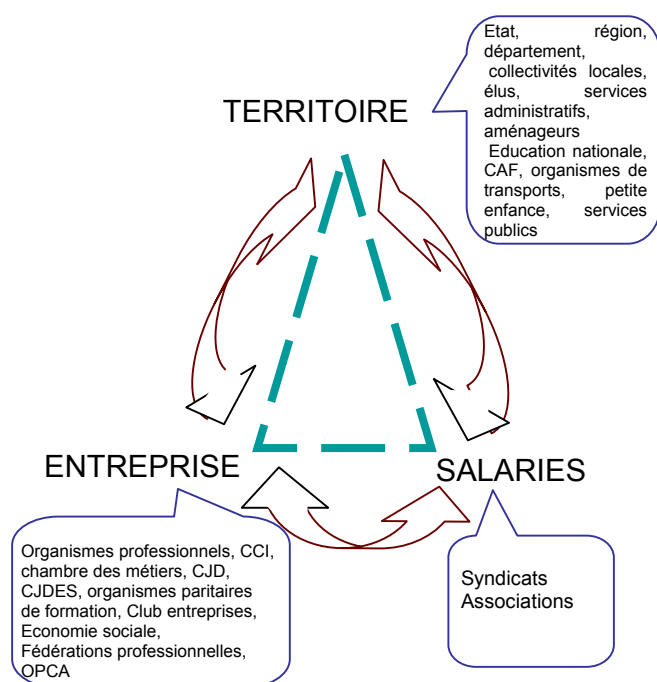 Etat, région,
département,
collectivités locales,
élus, services
administratifs,
aménageurs
Education nationale,
CAF, organismes de
transports, petite
enfance, services
publics
TERRITOIRE
ENTREPRISE
SALARIES
Organismes professionnels, CCI,
chambre des métiers, CJD,
CJDES, organismes paritaires
de formation, Club entreprises,
Economie sociale,
Fédérations professionnelles,
OPCA
Syndicats
Associations